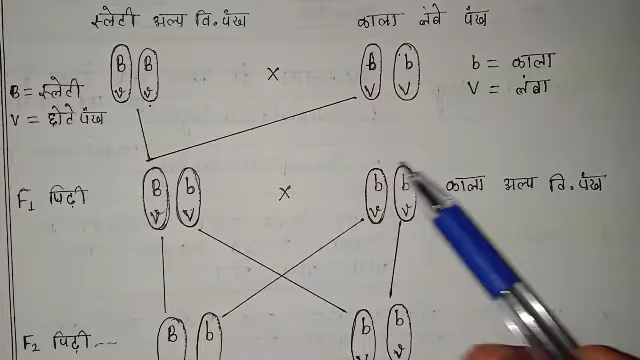 स्लेटी अल्प वि. पंख काला लंबे पंख
B B × b b b = काला
v v V V V = लंबा
B = स्लेटी
v = छोटे पंख
F₁ पिढ़ी B b × b b काला अल्प वि. पंख
v V v v
F₂ पिढ़ी -- B b b b
V v